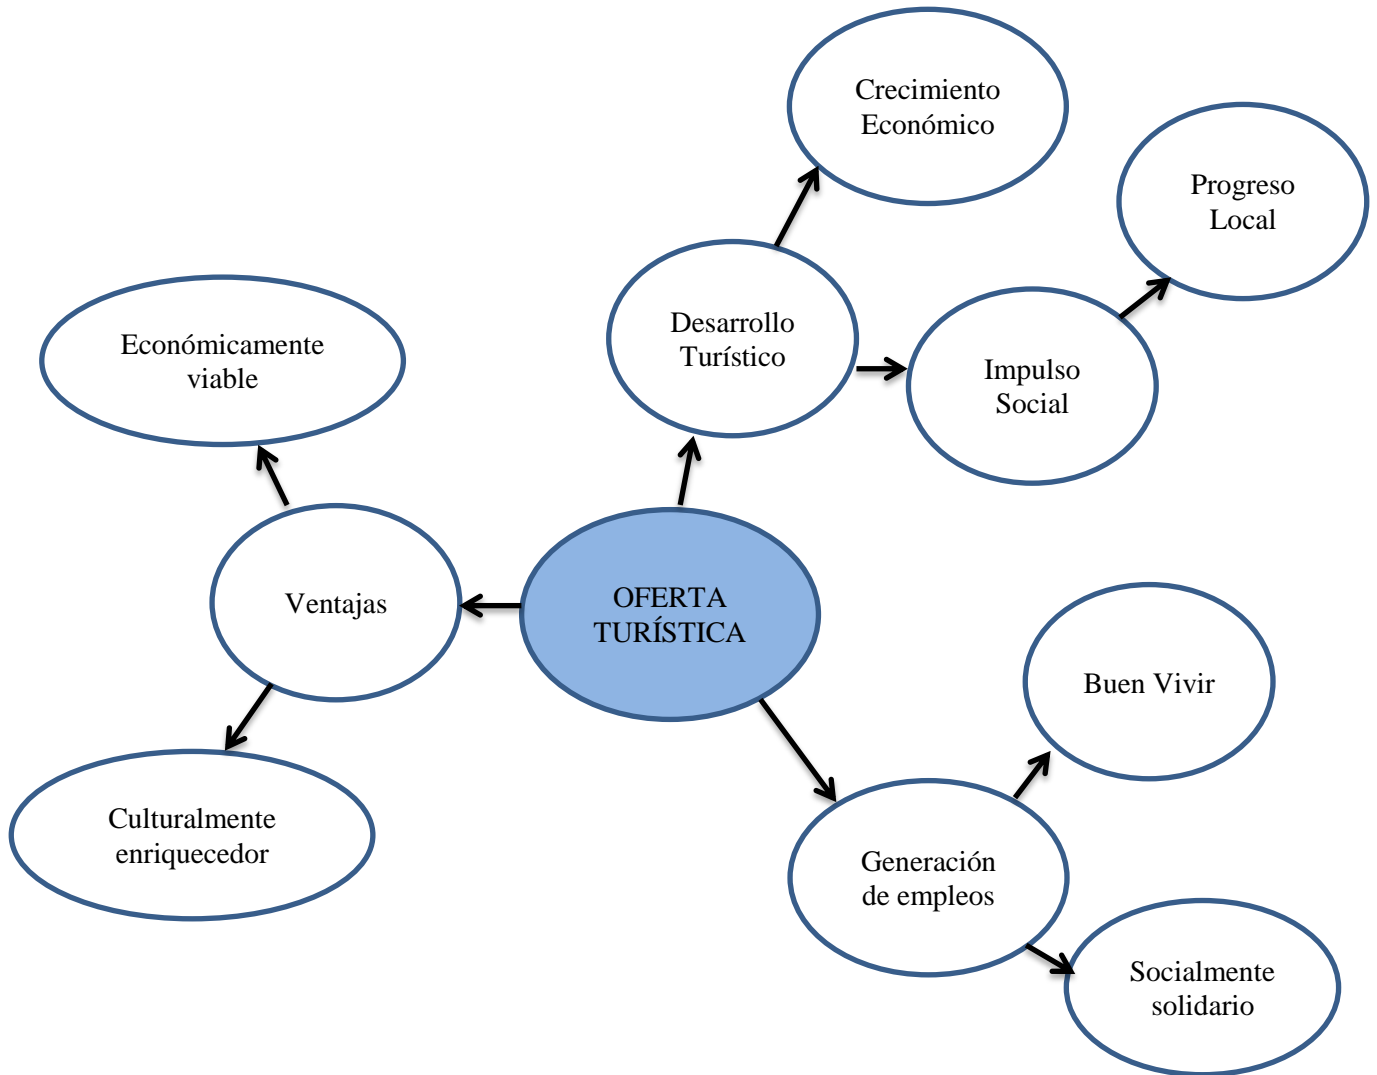 Crecimiento
Económico
Progreso
Local
Desarrollo
Turístico
Impulso
Social
Económicamente
viable
Ventajas
OFERTA
TURÍSTICA
Buen Vivir
Culturalmente
enriquecedor
Generación
de empleos
Socialmente
solidario